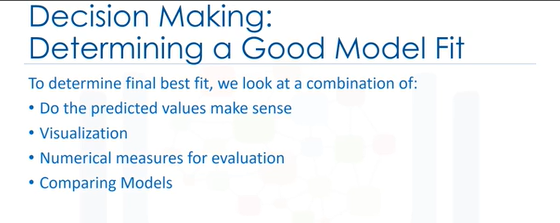 Decision Making:
Determining a Good Model Fit
To determine final best fit, we look at a combination of:
• Do the predicted values make sense
• Visualization
• Numerical measures for evaluation
• Comparing Models